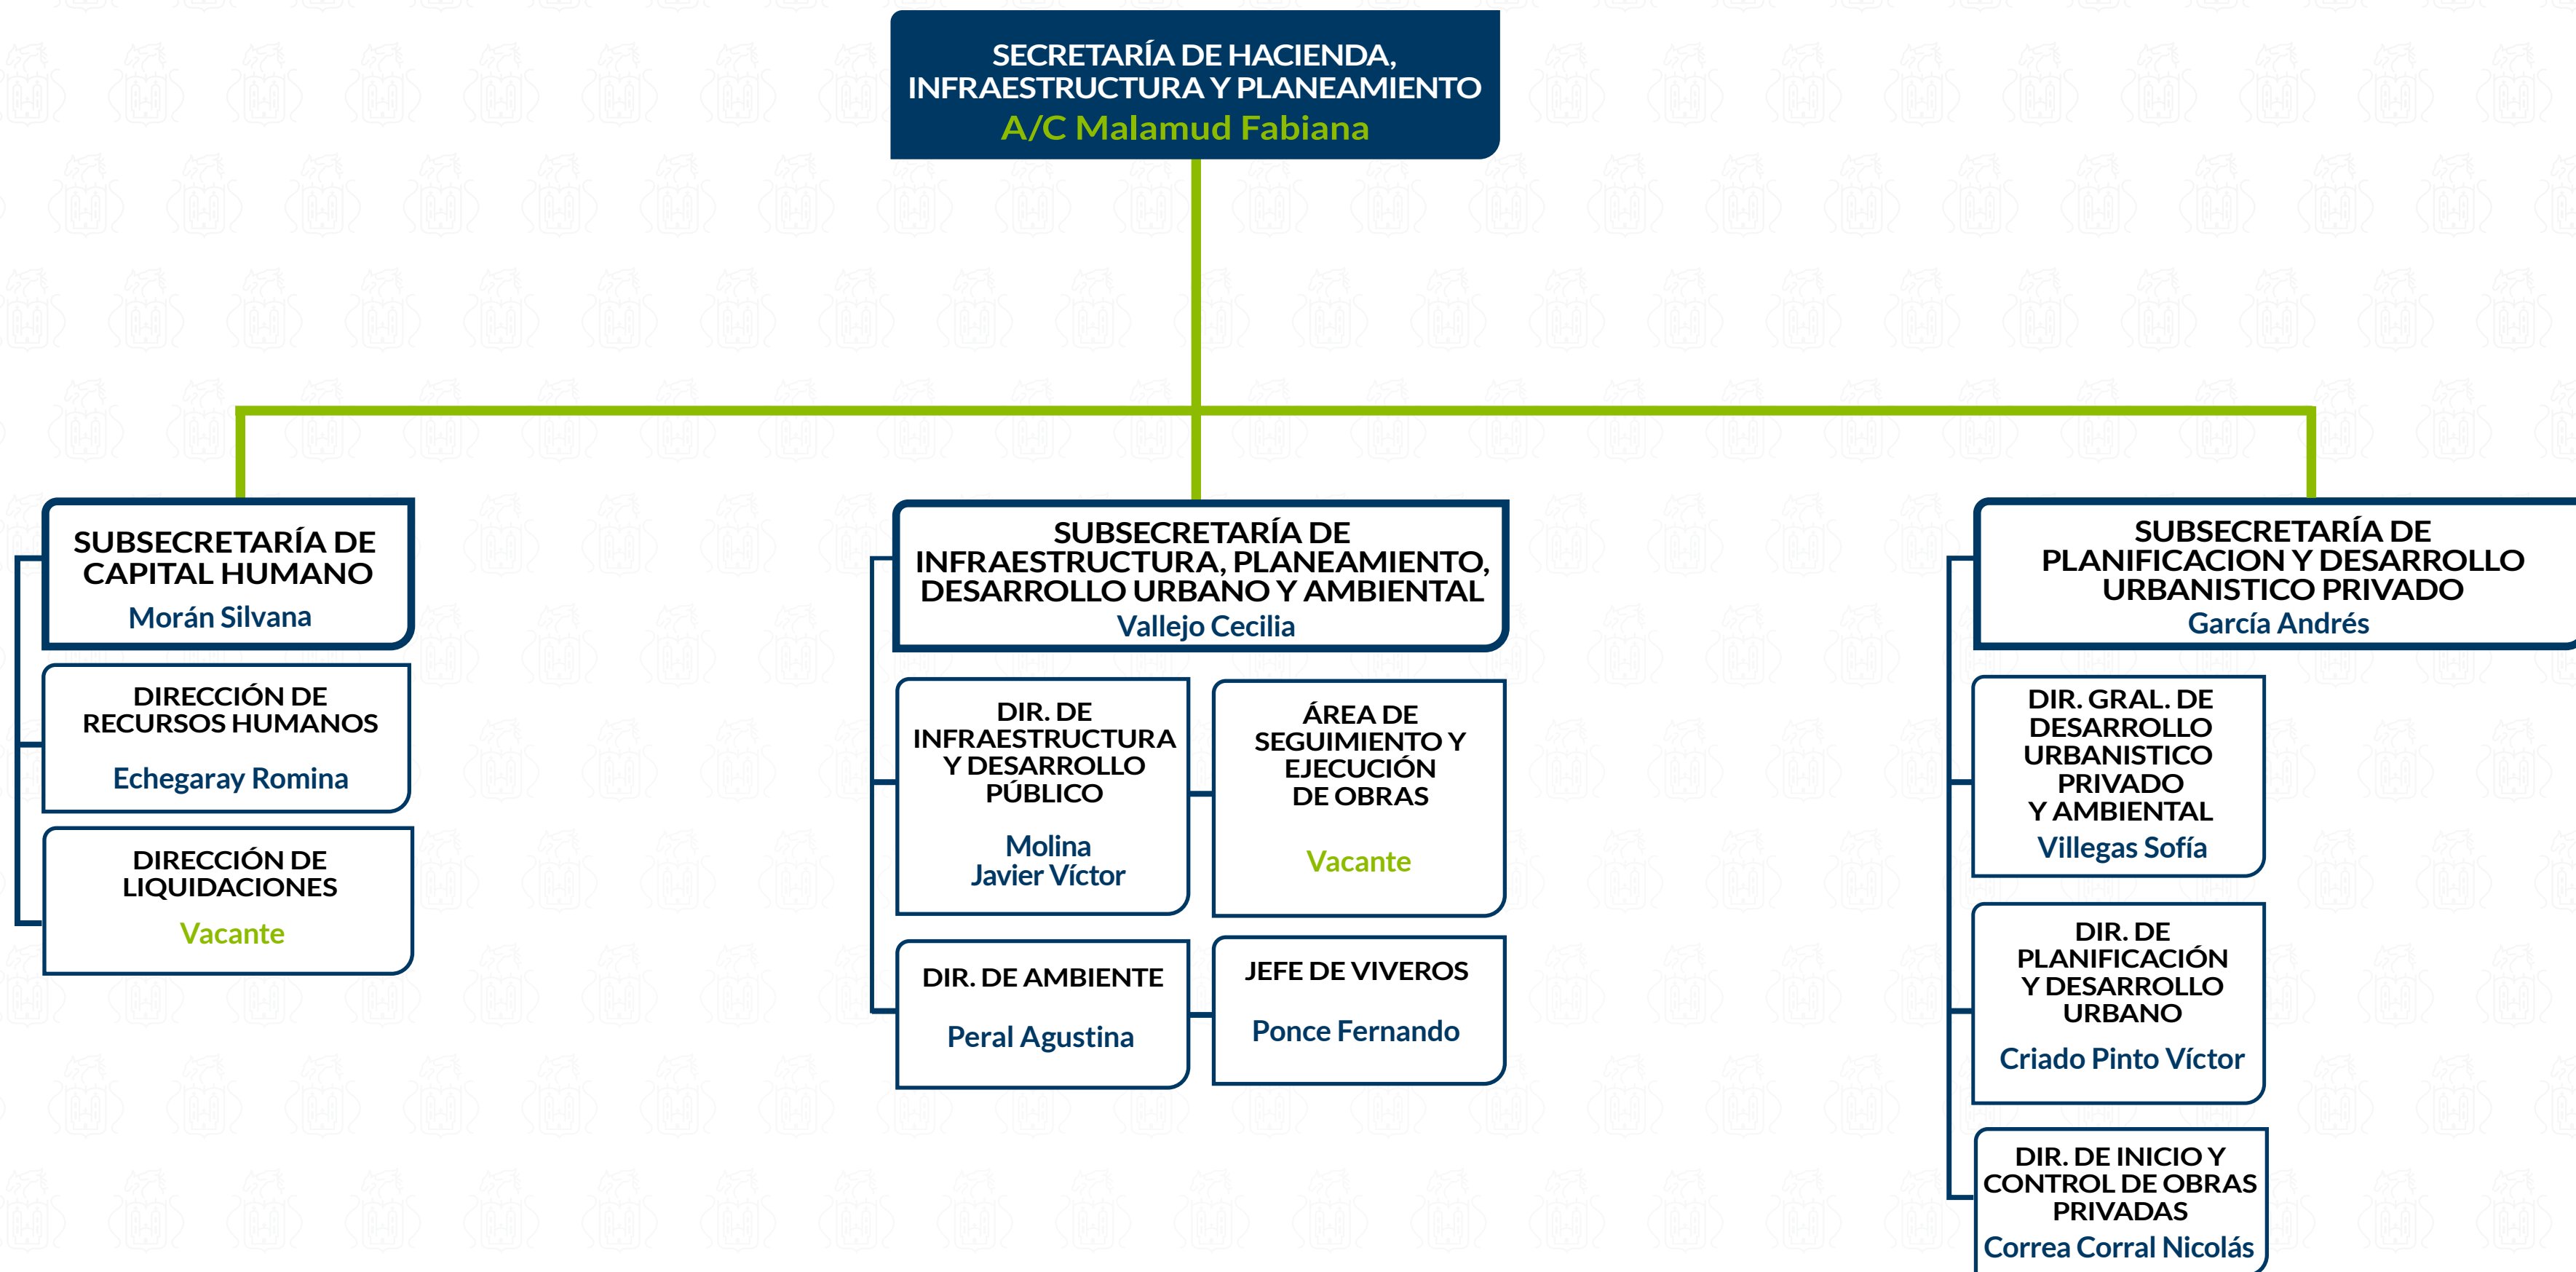 SECRETARÍA DE HACIENDA,
INFRAESTRUCTURA Y PLANEAMIENTO
A/C Malamud Fabiana
SUBSECRETARÍA DE
CAPITAL HUMANO
Morán Silvana
DIRECCIÓN DE
RECURSOS HUMANOS
Echegaray Romina
DIRECCIÓN DE
LIQUIDACIONES
Vacante
SUBSECRETARÍA DE
INFRAESTRUCTURA, PLANEAMIENTO,
DESARROLLO URBANO Y AMBIENTAL
Vallejo Cecilia
DIR. DE
INFRAESTRUCTURA
Y DESARROLLO
PÚBLICO
Molina
Javier Víctor
ÁREA DE
SEGUIMIENTO Y
EJECUCIÓN
DE OBRAS
Vacante
DIR. DE AMBIENTE
Peral Agustina
JEFE DE VIVEROS
Ponce Fernando
SUBSECRETARÍA DE
PLANIFICACION Y DESARROLLO
URBANISTICO PRIVADO
García Andrés
DIR. GRAL. DE
DESARROLLO
URBANISTICO
PRIVADO
Y AMBIENTAL
Villegas Sofía
DIR. DE
PLANIFICACIÓN
Y DESARROLLO
URBANO
Criado Pinto Víctor
DIR. DE INICIO Y
CONTROL DE OBRAS
PRIVADAS
Correa Corral Nicolás